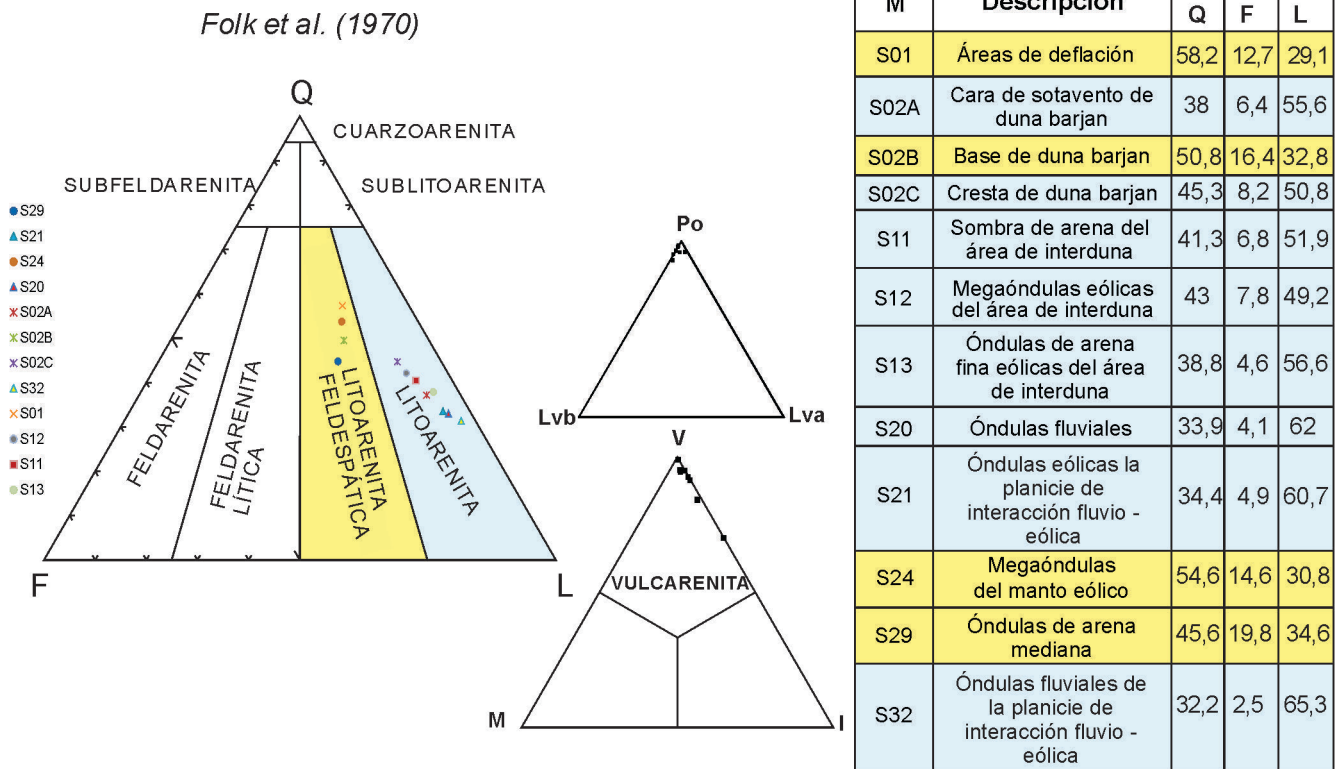 Folk et al. (1970)
Q
CUARZOARENITA
SUBFELDARENITA
SUBLITOARENITA
S29
S21
S24
S20
S02A
S02B
S02C
S32
S01
S12
S11
S13
FELDARENITA
FELDARENITA
LÍTICA
LITOARENITA
FELDESPÁTICA
LITOARENITA
F
L
Po
Lvb
Lva
V
VULCARENITA
M
I
M Descripción Q F L
S01 Áreas de deflación 58,2 12,7 29,1
S02A Cara de sotavento de
duna barjan 38 6,4 55,6
S02B Base de duna barjan 50,8 16,4 32,8
S02C Cresta de duna barjan 45,3 8,2 50,8
S11 Sombra de arena del
área de interduna 41,3 6,8 51,9
S12 Megaóndulas eólicas
del área de interduna 43 7,8 49,2
S13 Óndulas de arena
fina eólicas del área
de interduna 38,8 4,6 56,6
S20 Óndulas fluviales 33,9 4,1 62
S21 Óndulas eólicas la
planicie de
interacción fluvio -
eólica 34,4 4,9 60,7
S24 Megaóndulas
del manto eólico 54,6 14,6 30,8
S29 Óndulas de arena
mediana 45,6 19,8 34,6
S32 Óndulas fluviales de
la planicie de
interacción fluvio -
eólica 32,2 2,5 65,3